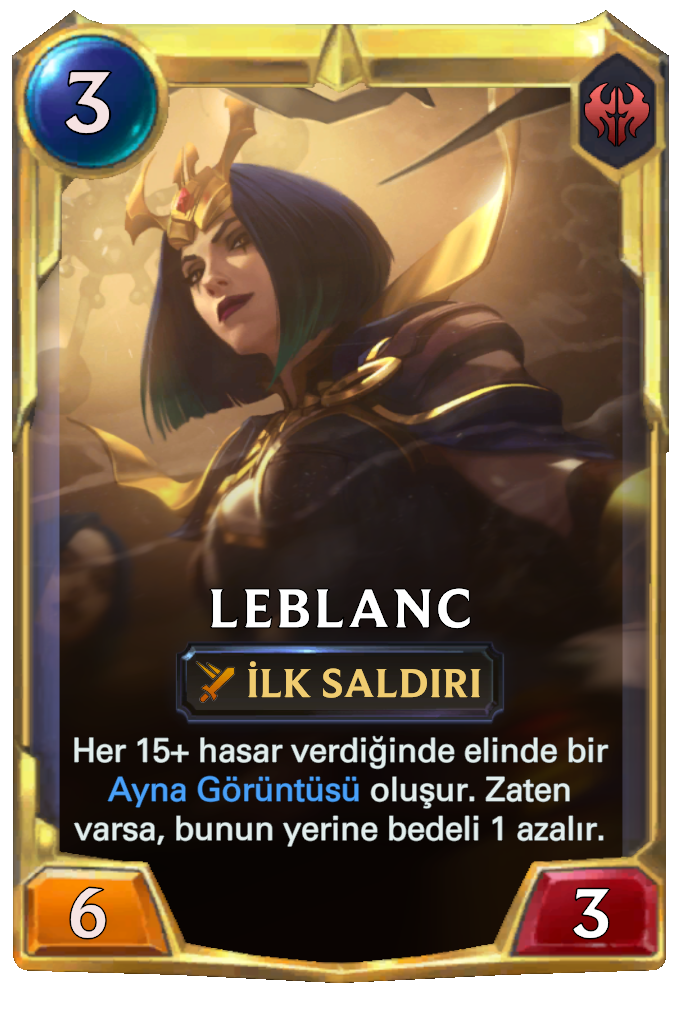 3
LEBLANC
İLK SALDIRI
Her 15+ hasar verdiğinde elinde bir
Ayna Görüntüsü oluşur. Zaten
varsa, bunun yerine bedeli 1 azalır.
6
3